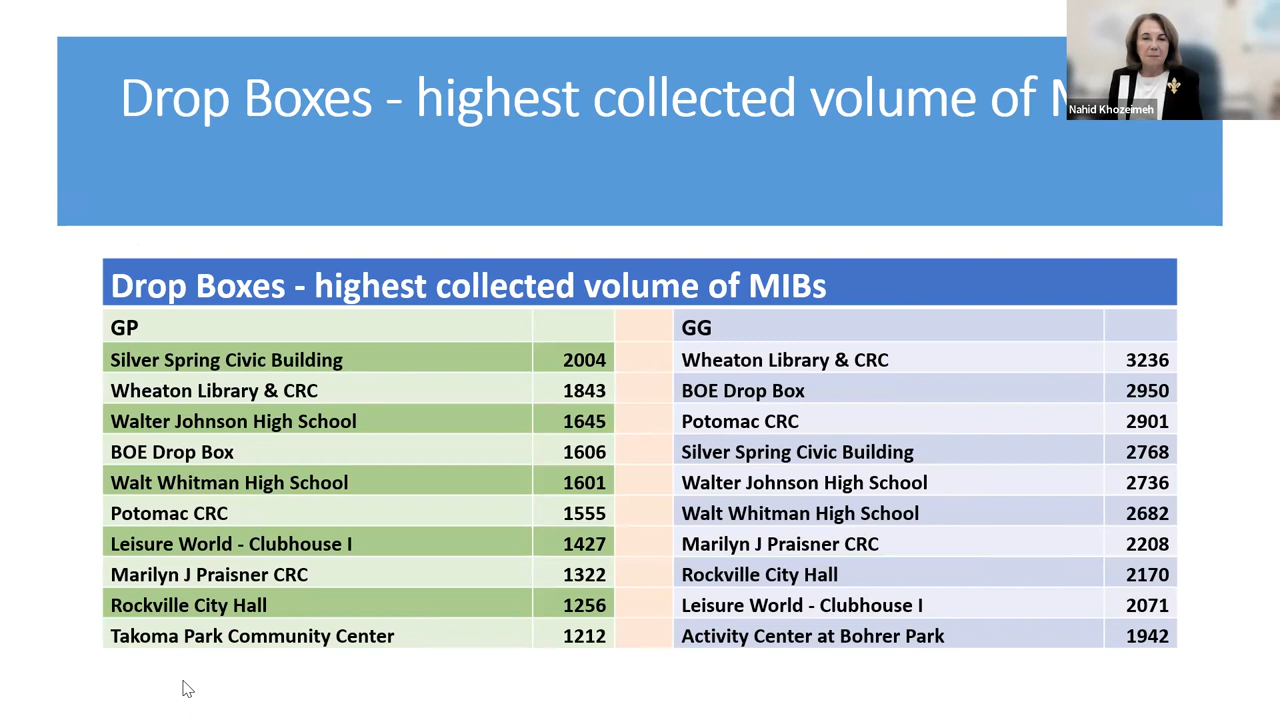 Drop Boxes - highest collected volume of M
Nahid Khozeimeh
Drop Boxes - highest collected volume of MIBs
GP GG
Silver Spring Civic Building 2004 Wheaton Library & CRC 3236
Wheaton Library & CRC 1843 BOE Drop Box 2950
Walter Johnson High School 1645 Potomac CRC 2901
BOE Drop Box 1606 Silver Spring Civic Building 2768
Walt Whitman High School 1601 Walter Johnson High School 2736
Potomac CRC 1555 Walt Whitman High School 2682
Leisure World - Clubhouse I 1427 Marilyn J Praisner CRC 2208
Marilyn J Praisner CRC 1322 Rockville City Hall 2170
Rockville City Hall 1256 Leisure World - Clubhouse I 2071
Takoma Park Community Center 1212 Activity Center at Bohrer Park 1942